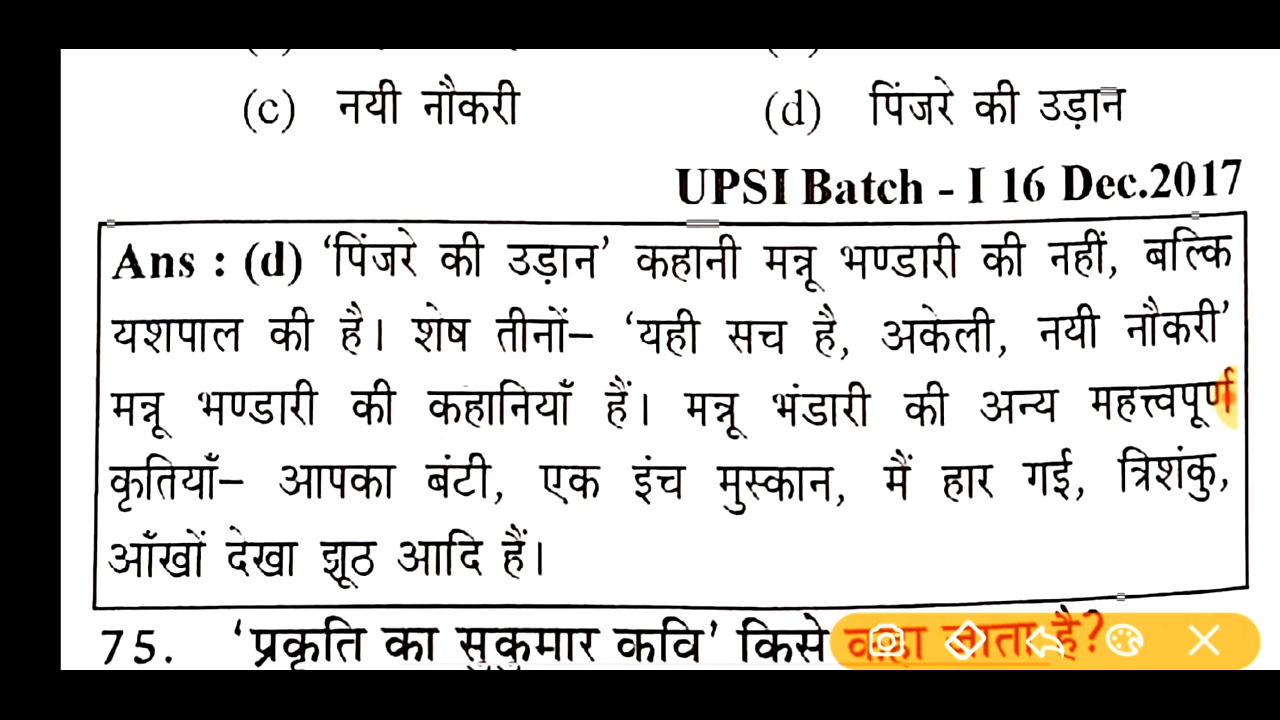 (c) नयी नौकरी (d) पिंजरे की उड़ान
UPSI Batch - I 16 Dec.2017
Ans : (d) ‘पिंजरे की उड़ान’ कहानी मन्नू भण्डारी की नहीं, बल्कि
यशपाल की है। शेष तीनों– ‘यही सच है, अकेली, नयी नौकरी’
मन्नू भण्डारी की कहानियाँ हैं। मन्नू भंडारी की अन्य महत्त्वपूर्ण
कृतियाँ– आपका बंटी, एक इंच मुस्कान, मैं हार गई, त्रिशंकु,
आँखों देखा झूठ आदि हैं।
75. ‘प्रकृति का सुकुमार कवि’ किसे कहा जाता है?